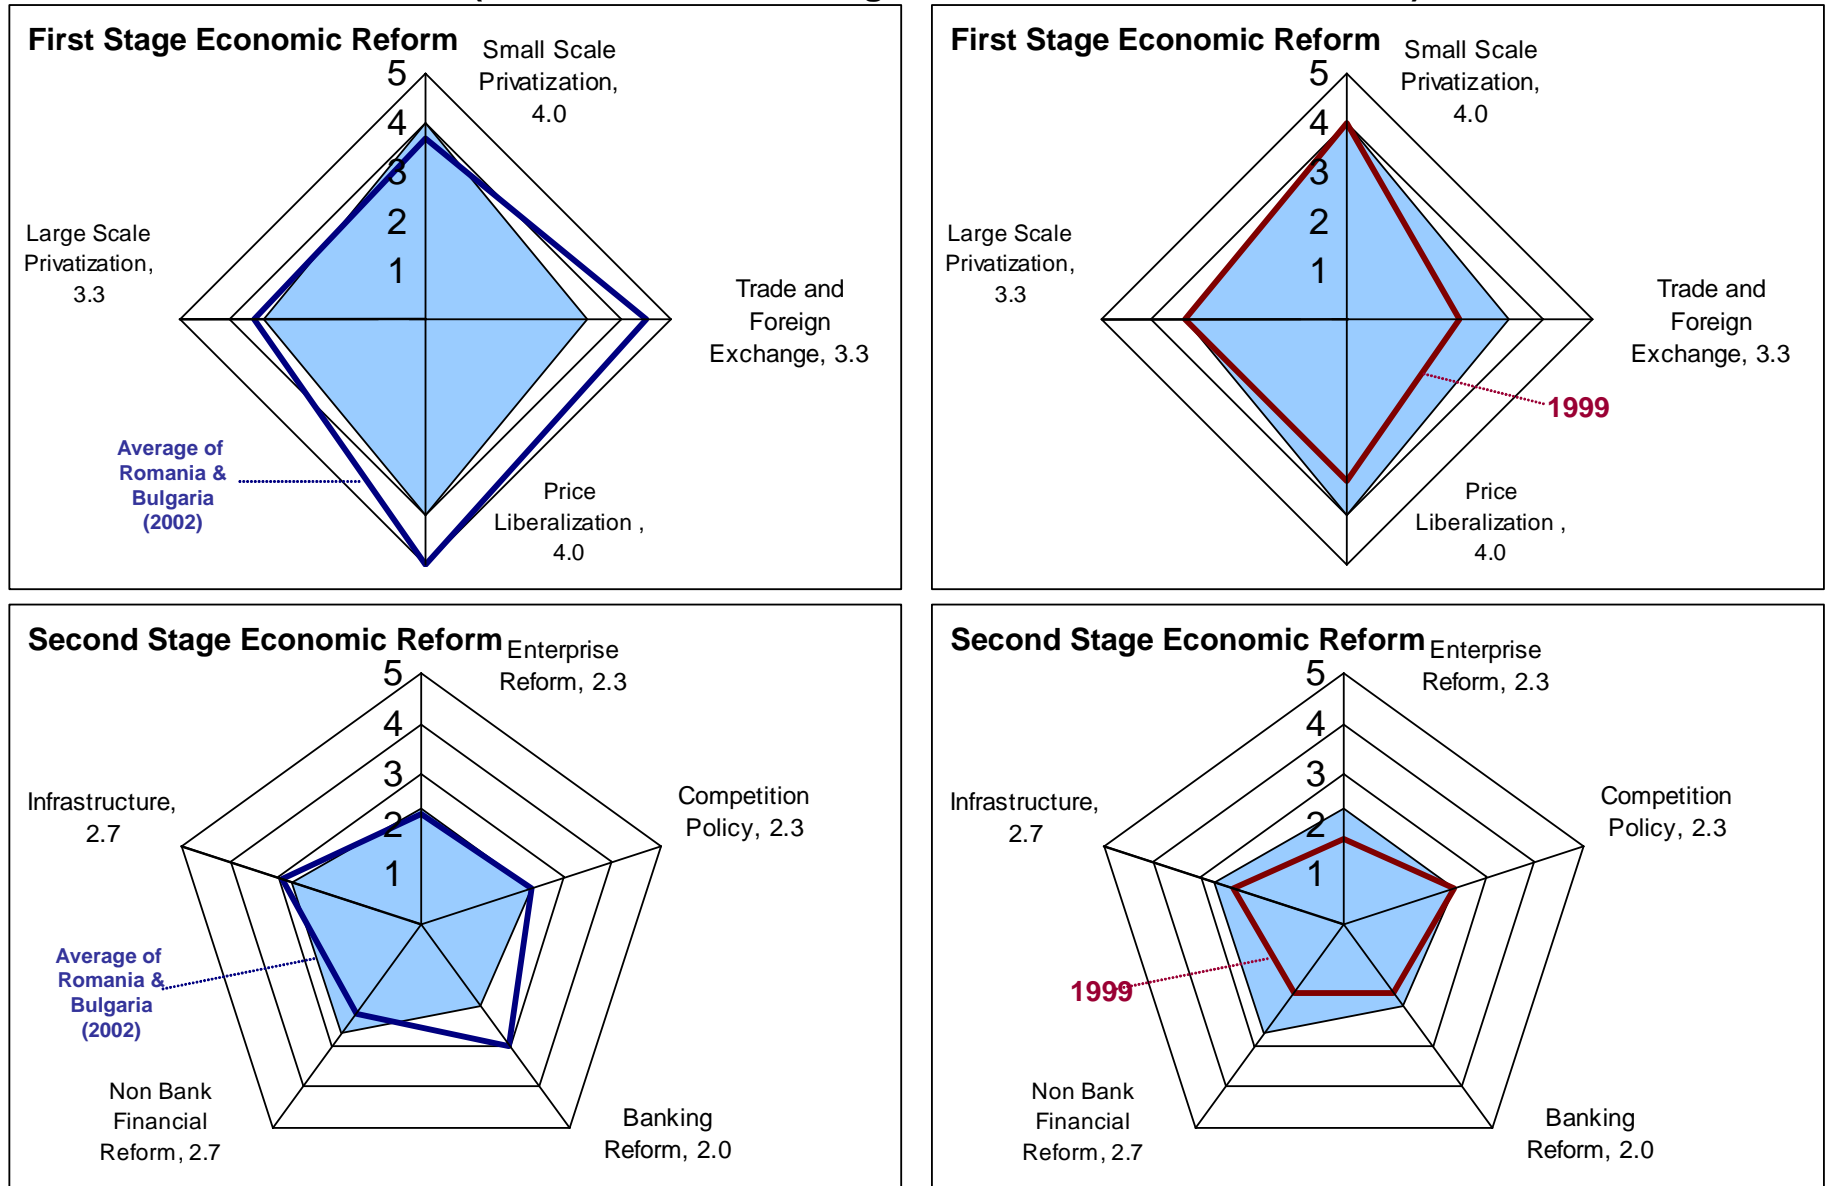 First Stage Economic Reform
Small Scale
Privatization,
4.0
5
4
3
2
1
Large Scale
Privatization,
3.3
Trade and
Foreign
Exchange, 3.3
Average of
Romania &
Bulgaria
(2002)
Price
Liberalization ,
4.0
First Stage Economic Reform
Small Scale
Privatization,
4.0
5
4
3
2
1
Large Scale
Privatization,
3.3
Trade and
Foreign
Exchange, 3.3
1999
Price
Liberalization ,
4.0
Second Stage Economic Reform
Enterprise
Reform, 2.3
5
4
3
2
1
Infrastructure,
2.7
Competition
Policy, 2.3
Average of
Romania &
Bulgaria
(2002)
Non Bank
Financial
Reform, 2.7
Banking
Reform, 2.0
Second Stage Economic Reform
Enterprise
Reform, 2.3
5
4
3
2
1
Infrastructure,
2.7
Competition
Policy, 2.3
1999
Non Bank
Financial
Reform, 2.7
Banking
Reform, 2.0